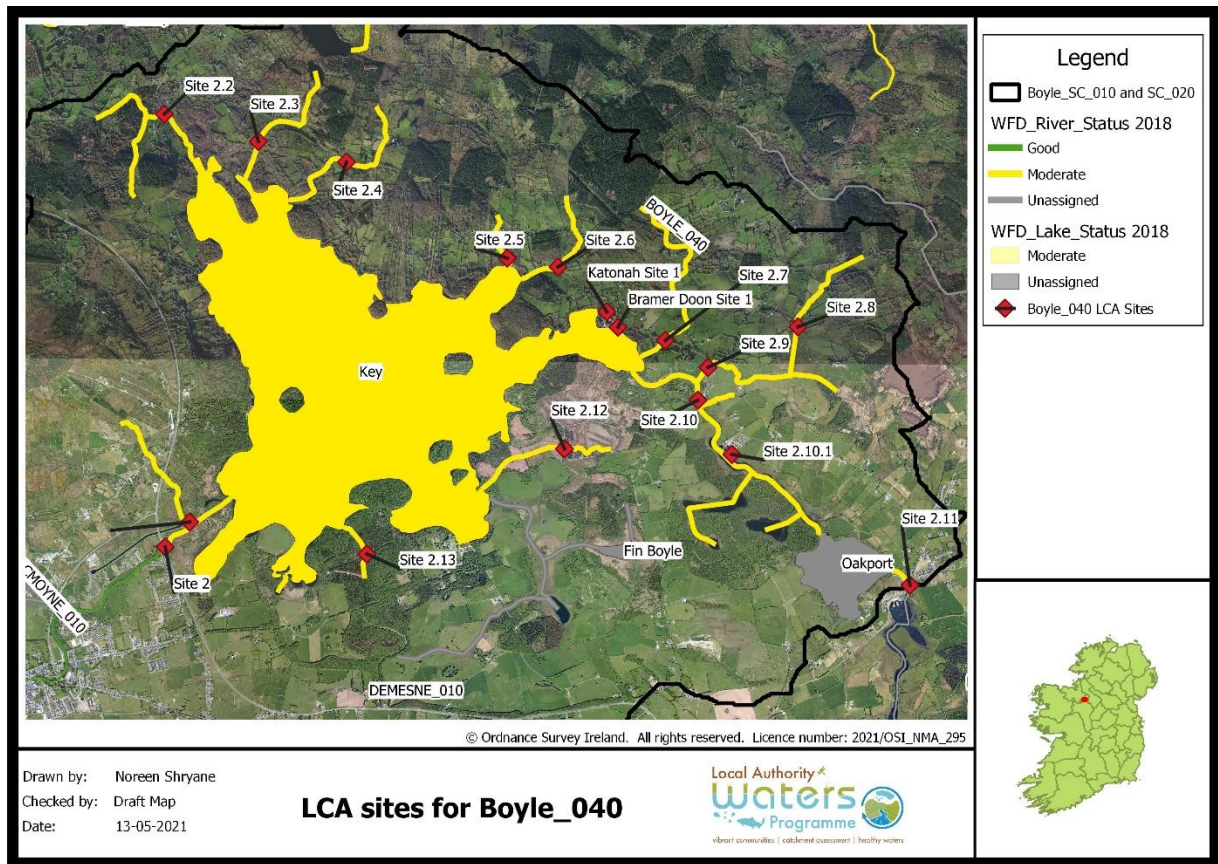 Site 2.2
Site 2.3
Site 2.4
Site 2.5
Site 2.6
BOYLE_040
Katonah Site 1
Site 2.7
Bramer Doon Site 1
Site 2.8
Site 2.9
Key
Site 2.12
Site 2.10
Site 2.10.1
Site 2.11
Fin Boyle
Oakport
Site 2.13
Site 2
CMOYNE_010
DEMESNE_010
© Ordnance Survey Ireland. All rights reserved. Licence number: 2021/OSI_NMA_295
Legend
Boyle_SC_010 and SC_020
WFD_River_Status 2018
Good
Moderate
Unassigned
WFD_Lake_Status 2018
Moderate
Unassigned
Boyle_040 LCA Sites
Drawn by: Noreen Shryane
Checked by: Draft Map
Date: 13-05-2021
LCA sites for Boyle_040
Local Authority
Waters
Programme
vibrant communities | catchment assessment | healthy waters